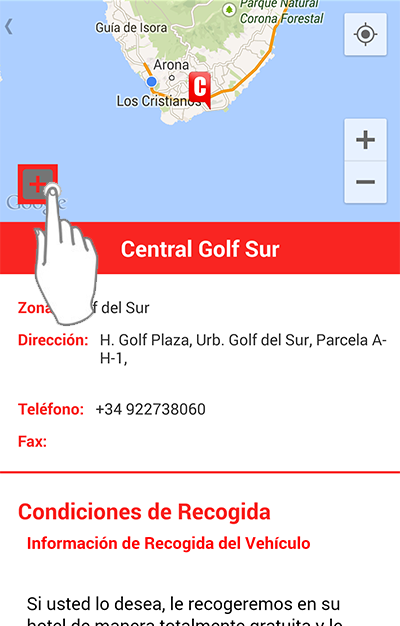 Parque Natural
Corona Forestal
Guía de Isora
Arona
Los Cristianos
C
+
−
+
Google
Central Golf Sur
Zona: f del Sur
Dirección: H. Golf Plaza, Urb. Golf del Sur, Parcela A-
H-1,
Teléfono: +34 922738060
Fax:
Condiciones de Recogida
Información de Recogida del Vehículo
Si usted lo desea, le recogeremos en su
hotel de manera totalmente gratuita y le